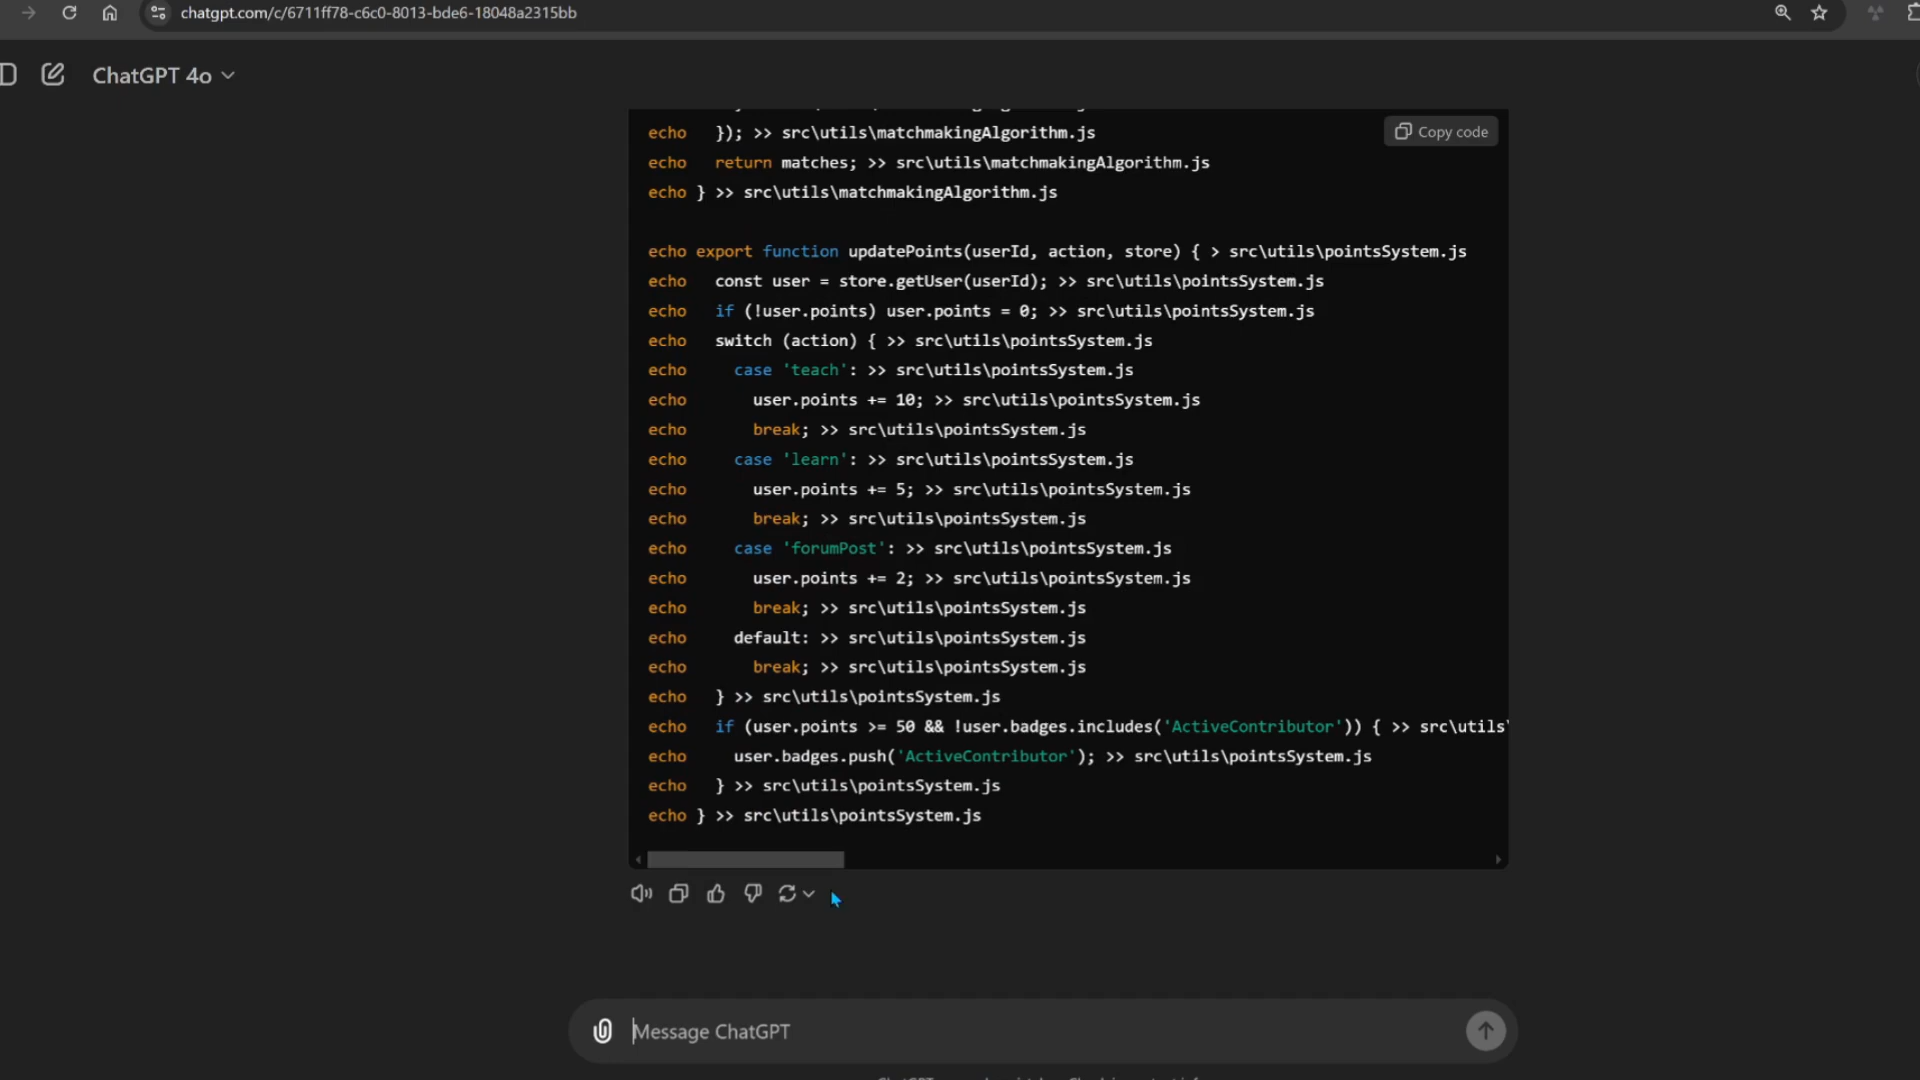 chatgpt.com/c/6711ff78-c6c0-8013-bde6-18048a2315bb
ChatGPT 4o
Copy code
echo   }); >> src\utils\matchmakingAlgorithm.js
echo   return matches; >> src\utils\matchmakingAlgorithm.js
echo } >> src\utils\matchmakingAlgorithm.js
echo export function updatePoints(userId, action, store) { > src\utils\pointsSystem.js
echo   const user = store.getUser(userId); >> src\utils\pointsSystem.js
echo   if (!user.points) user.points = 0; >> src\utils\pointsSystem.js
echo   switch (action) { >> src\utils\pointsSystem.js
echo     case 'teach': >> src\utils\pointsSystem.js
echo       user.points += 10; >> src\utils\pointsSystem.js
echo       break; >> src\utils\pointsSystem.js
echo     case 'learn': >> src\utils\pointsSystem.js
echo       user.points += 5; >> src\utils\pointsSystem.js
echo       break; >> src\utils\pointsSystem.js
echo     case 'forumPost': >> src\utils\pointsSystem.js
echo       user.points += 2; >> src\utils\pointsSystem.js
echo       break; >> src\utils\pointsSystem.js
echo     default: >> src\utils\pointsSystem.js
echo       break; >> src\utils\pointsSystem.js
echo   } >> src\utils\pointsSystem.js
echo   if (user.points >= 50 && !user.badges.includes('ActiveContributor')) { >> src\utils\
echo     user.badges.push('ActiveContributor'); >> src\utils\pointsSystem.js
echo   } >> src\utils\pointsSystem.js
echo } >> src\utils\pointsSystem.js
Message ChatGPT